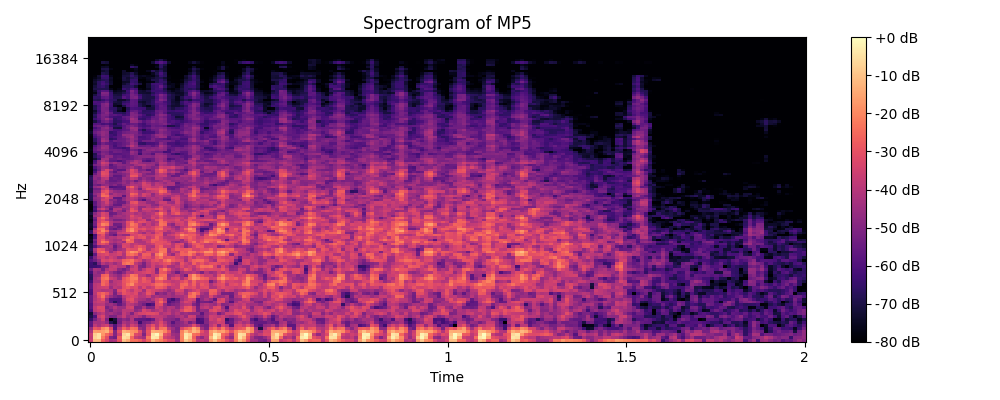 Spectrogram of MP5
Hz
16384
8192
4096
2048
1024
512
0
0 0.5 1 1.5 2
Time
+0 dB
-10 dB
-20 dB
-30 dB
-40 dB
-50 dB
-60 dB
-70 dB
-80 dB